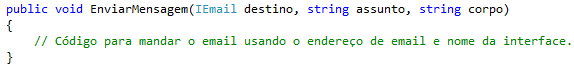 public void EnviarMensagem(IEmail destino, string assunto, string corpo)
{
// Código para mandar o email usando o endereço de email e nome da interface.
}